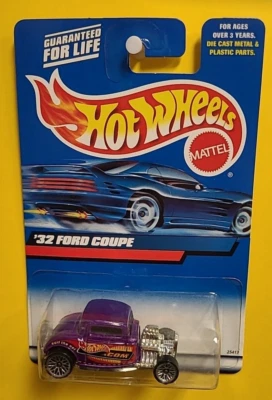 GUARANTEED
FOR LIFE
FOR AGES
OVER 3 YEARS.
DIE CAST METAL &
PLASTIC PARTS.
HOT WHEELS
MATTEL
®
'32 FORD COUPE
.COM